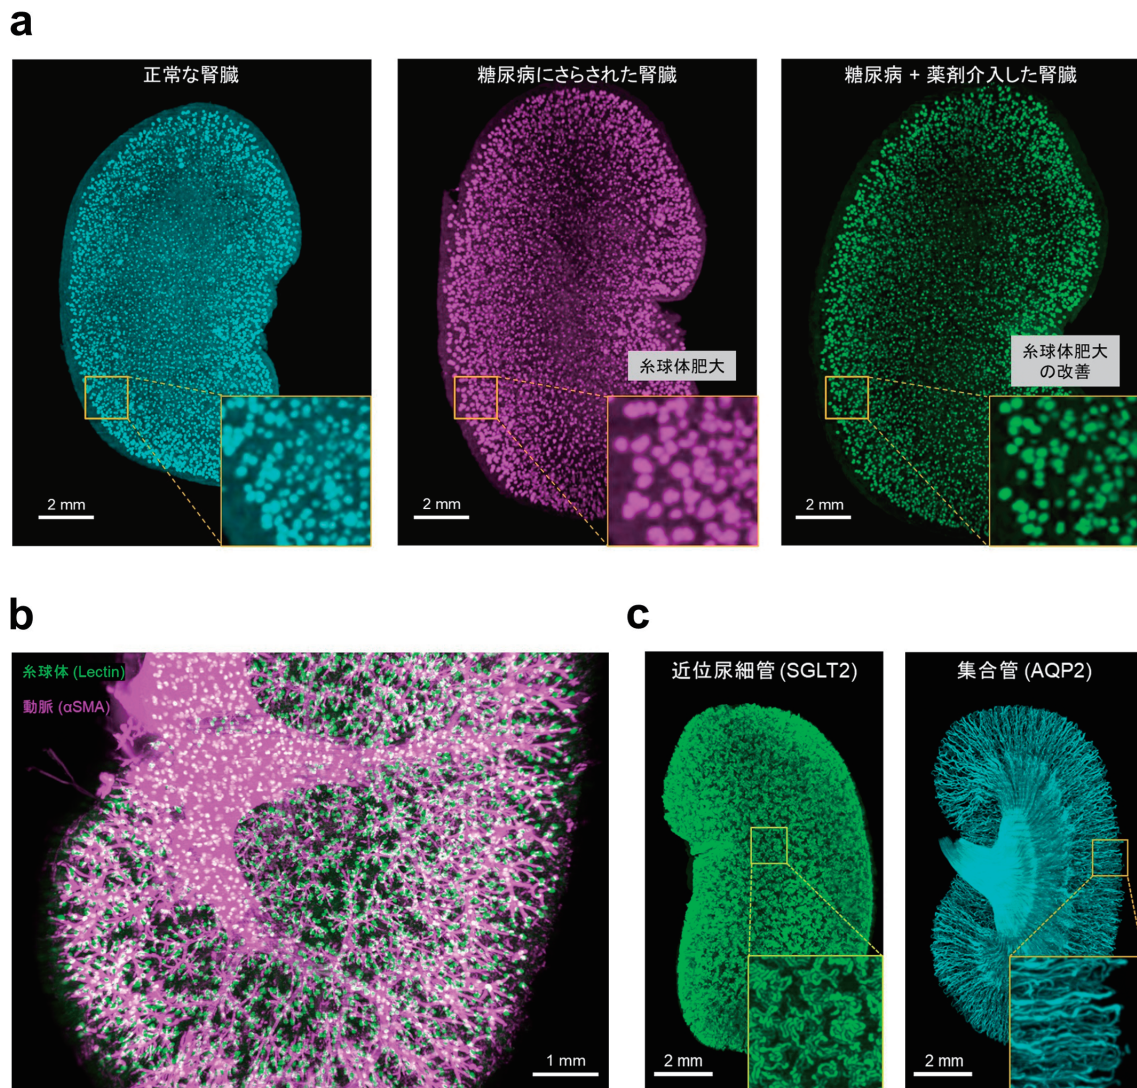 a
正常な腎臓
糖尿病にさらされた腎臓
糖尿病 + 薬剤介入した腎臓
糸球体肥大
糸球体肥大
の改善
2 mm
2 mm
2 mm
b
糸球体 (Lectin)
動脈 (αSMA)
1 mm
c
近位尿細管 (SGLT2)
集合管 (AQP2)
2 mm
2 mm